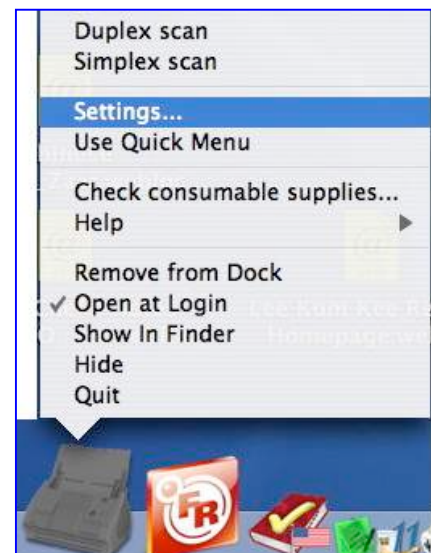 Duplex scan
Simplex scan
Settings...
Use Quick Menu
Check consumable supplies...
Help
Remove from Dock
✓ Open at Login
Show In Finder
Hide
Quit
FR